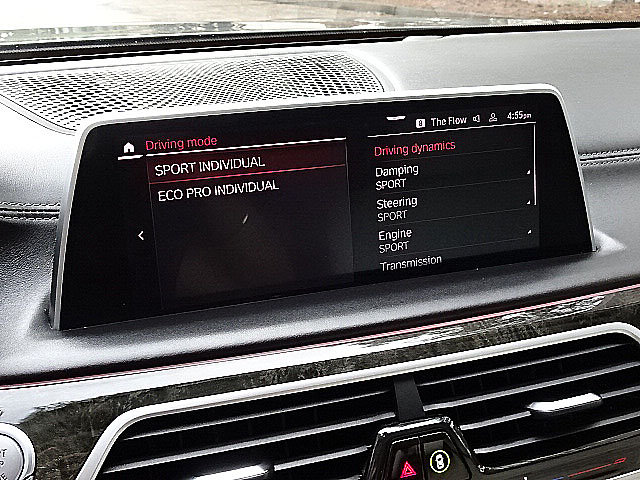 The Flow 4:55pm
Driving mode
SPORT INDIVIDUAL
ECO PRO INDIVIDUAL
Driving dynamics
Damping
SPORT
Steering
SPORT
Engine
SPORT
Transmission